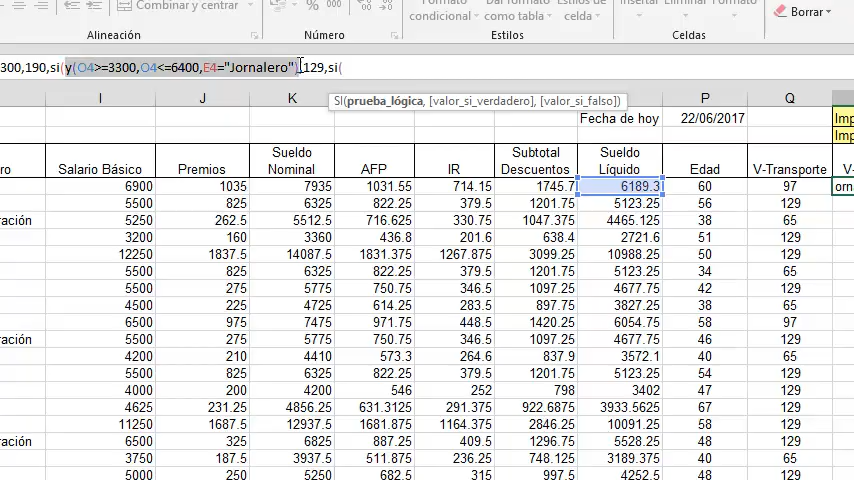 Combinar y centrar
%
000
Formato
condicional
Formato
como tabla
Estilos de
celda
Borrar
Alineación
Número
Estilos
Celdas
300,190,si(y(O4>=3300,O4<=6400,E4="Jornalero"),129,si(
SI(prueba_lógica, [valor_si_verdadero], [valor_si_falso])
I J K L M N O P Q
Fecha de hoy 22/06/2017 Imp
Imp
ro Salario Básico Premios Sueldo Nominal AFP IR Subtotal Descuentos Sueldo Líquido Edad V-Transporte V-
6900 1035 7935 1031.55 714.15 1745.7 6189.3 60 97 orn
5500 825 6325 822.25 379.5 1201.75 5123.25 56 129
ración 5250 262.5 5512.5 716.625 330.75 1047.375 4465.125 38 65
3200 160 3360 436.8 201.6 638.4 2721.6 51 129
12250 1837.5 14087.5 1831.375 1267.875 3099.25 10988.25 50 129
5500 825 6325 822.25 379.5 1201.75 5123.25 34 65
5500 275 5775 750.75 346.5 1097.25 4677.75 42 129
4500 225 4725 614.25 283.5 897.75 3827.25 38 65
6500 975 7475 971.75 448.5 1420.25 6054.75 58 97
ración 5500 275 5775 750.75 346.5 1097.25 4677.75 46 129
4200 210 4410 573.3 264.6 837.9 3572.1 40 65
5500 825 6325 822.25 379.5 1201.75 5123.25 54 129
4000 200 4200 546 252 798 3402 47 129
4625 231.25 4856.25 631.3125 291.375 922.6875 3933.5625 67 129
11250 1687.5 12937.5 1681.875 1164.375 2846.25 10091.25 58 129
ración 6500 325 6825 887.25 409.5 1296.75 5528.25 48 129
3750 187.5 3937.5 511.875 236.25 748.125 3189.375 40 65
5000 250 5250 682.5 315 997.5 4252.5 48 129